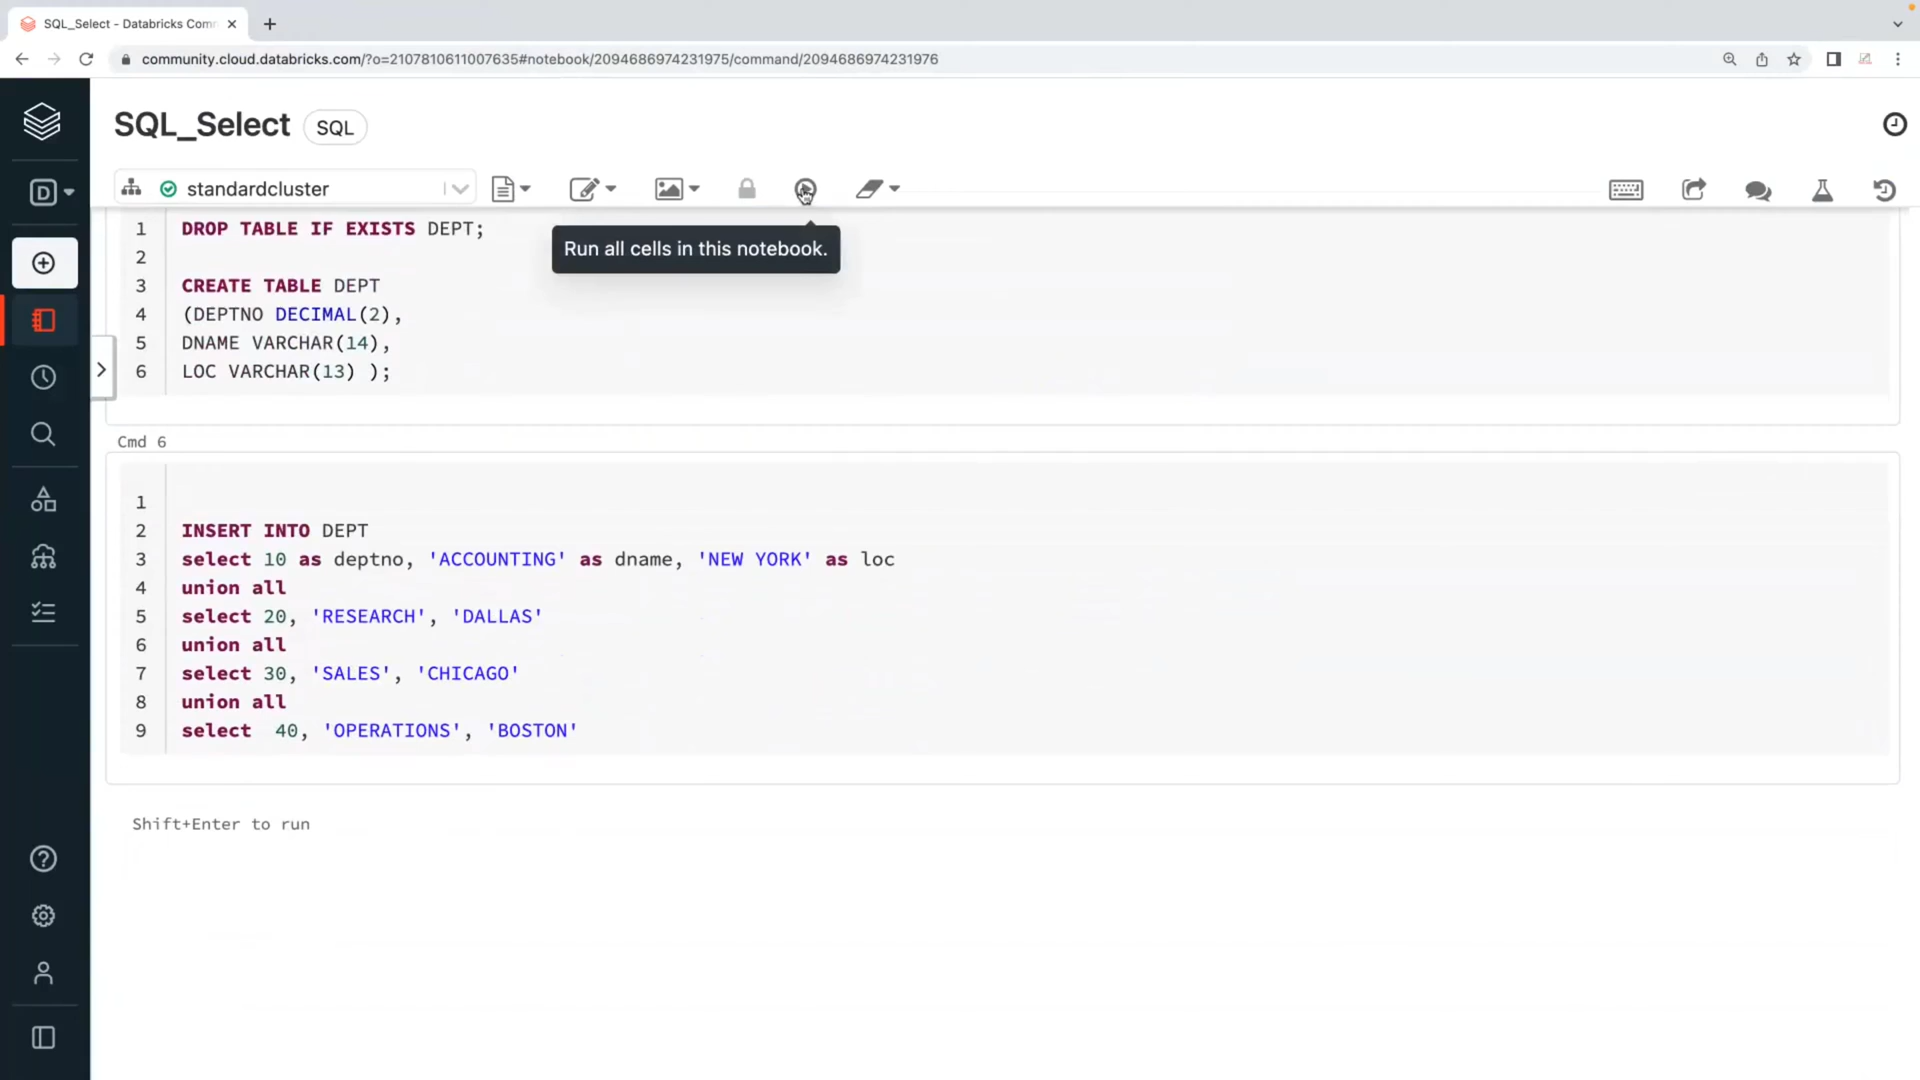 SQL_Select - Databricks Comm
community.cloud.databricks.com/?o=2107810611007635#notebook/2094686974231975/command/2094686974231976
SQL_Select SQL
D
standardcluster
Run all cells in this notebook.
1 DROP TABLE IF EXISTS DEPT;
2
3 CREATE TABLE DEPT
4 (DEPTNO DECIMAL(2),
5 DNAME VARCHAR(14),
6 LOC VARCHAR(13) );
Cmd 6
1
2 INSERT INTO DEPT
3 select 10 as deptno, 'ACCOUNTING' as dname, 'NEW YORK' as loc
4 union all
5 select 20, 'RESEARCH', 'DALLAS'
6 union all
7 select 30, 'SALES', 'CHICAGO'
8 union all
9 select  40, 'OPERATIONS', 'BOSTON'
Shift+Enter to run